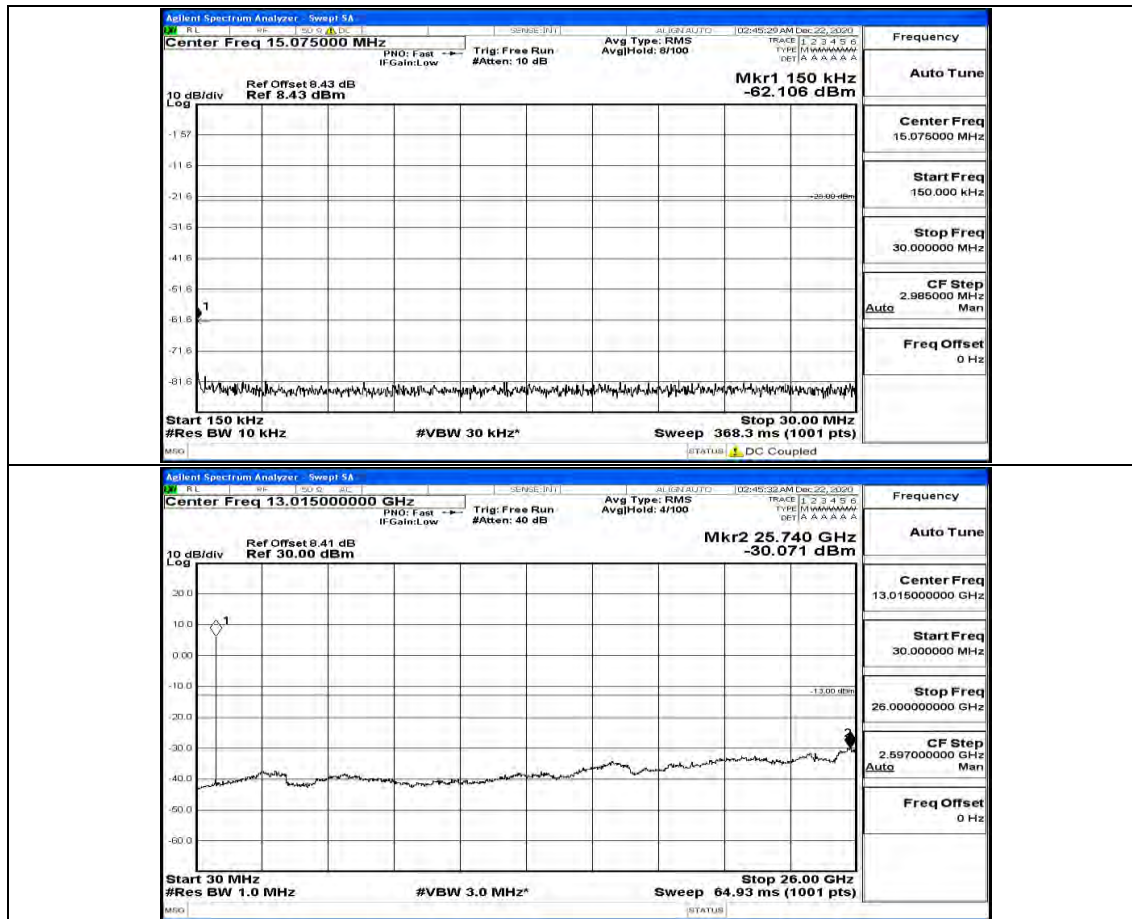 Agilent Spectrum Analyzer - Swept SA
RL RF 50 Ω DC SENSE:INT ALIGN AUTO 02:45:29 AM Dec 22, 2020
Center Freq 15.075000 MHz
PNO: Fast
IFGain:Low
Trig: Free Run
#Atten: 10 dB
Avg Type: RMS
Avg|Hold: 8/100
TRACE 1 2 3 4 5 6
TYPE M WWWWW
DET A A A A A A
Frequency
Mkr1 150 kHz
-62.106 dBm
Ref Offset 8.43 dB
Ref 8.43 dBm
10 dB/div
Log
-1.57
-11.6
-21.6
-23.00 dBm
-31.6
-41.6
-51.6
1
-61.6
-71.6
-81.6
Start 150 kHz
Stop 30.00 MHz
#Res BW 10 kHz
#VBW 30 kHz*
Sweep 368.3 ms (1001 pts)
MSG
STATUS
DC Coupled
Auto Tune
Center Freq
15.075000 MHz
Start Freq
150.000 kHz
Stop Freq
30.000000 MHz
CF Step
2.985000 MHz
Auto Man
Freq Offset
0 Hz
Agilent Spectrum Analyzer - Swept SA
RL RF 50 Ω AC SENSE:INT ALIGN AUTO 02:45:32 AM Dec 22, 2020
Center Freq 13.015000000 GHz
PNO: Fast
IFGain:Low
Trig: Free Run
#Atten: 40 dB
Avg Type: RMS
Avg|Hold: 4/100
TRACE 1 2 3 4 5 6
TYPE M WWWWW
DET A A A A A A
Frequency
Mkr2 25.740 GHz
-30.071 dBm
Ref Offset 8.41 dB
Ref 30.00 dBm
10 dB/div
Log
20.0
10.0
1
0.00
-10.0
-13.00 dBm
-20.0
2
-30.0
-40.0
-50.0
-60.0
Start 30 MHz
Stop 26.00 GHz
#Res BW 1.0 MHz
#VBW 3.0 MHz*
Sweep 64.93 ms (1001 pts)
MSG
STATUS
Auto Tune
Center Freq
13.015000000 GHz
Start Freq
30.000000 MHz
Stop Freq
26.000000000 GHz
CF Step
2.597000000 GHz
Auto Man
Freq Offset
0 Hz